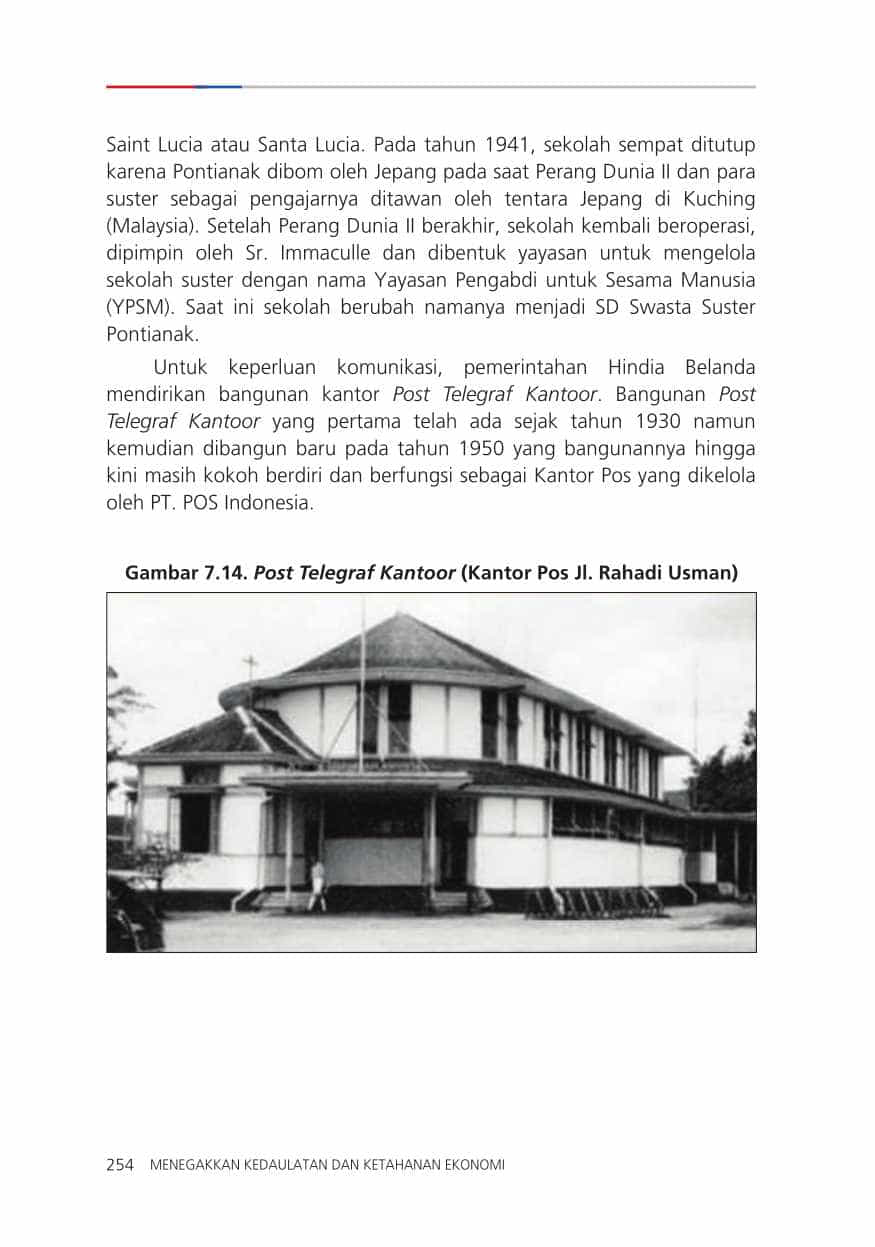 Saint Lucia atau Santa Lucia. Pada tahun 1941, sekolah sempat ditutup
karena Pontianak dibom oleh Jepang pada saat Perang Dunia II dan para
suster sebagai pengajarnya ditawan oleh tentara Jepang di Kuching
(Malaysia). Setelah Perang Dunia II berakhir, sekolah kembali beroperasi,
dipimpin oleh Sr. Immaculle dan dibentuk yayasan untuk mengelola
sekolah suster dengan nama Yayasan Pengabdi untuk Sesama Manusia
(YPSM). Saat ini sekolah berubah namanya menjadi SD Swasta Suster
Pontianak.
Untuk keperluan komunikasi, pemerintahan Hindia Belanda
mendirikan bangunan kantor Post Telegraf Kantoor. Bangunan Post
Telegraf Kantoor yang pertama telah ada sejak tahun 1930 namun
kemudian dibangun baru pada tahun 1950 yang bangunannya hingga
kini masih kokoh berdiri dan berfungsi sebagai Kantor Pos yang dikelola
oleh PT. POS Indonesia.
Gambar 7.14. Post Telegraf Kantoor (Kantor Pos Jl. Rahadi Usman)
254 MENEGAKKAN KEDAULATAN DAN KETAHANAN EKONOMI